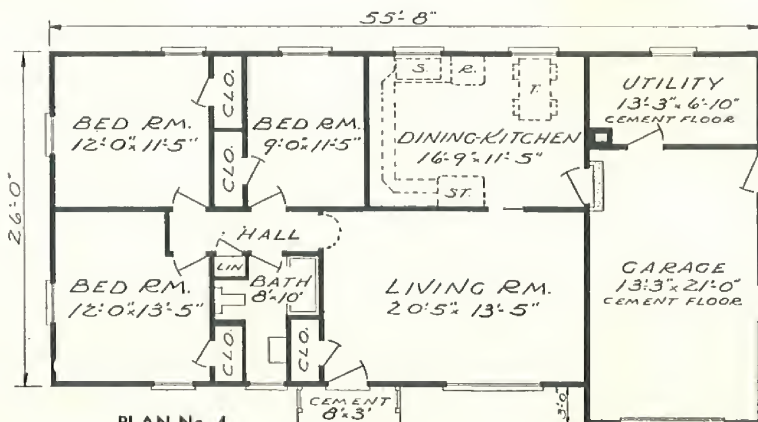 55'-8"
26'-0"
BED RM.
12'-0" x 11'-5"
CLO.
CLO.
BED RM.
9'-0" x 11'-5"
S.
R.
T.
DINING-KITCHEN
16'-9" x 11'-5"
ST.
UTILITY
13'-3" x 6'-10"
CEMENT FLOOR
HALL
BED RM.
12'-0" x 13'-5"
LIN
BATH
8' x 10'
CLO.
CLO.
LIVING RM.
20'-5" x 13'-5"
GARAGE
13'-3" x 21'-0"
CEMENT FLOOR
CEMENT
8' x 3'
3'-0"
PLAN No. 4